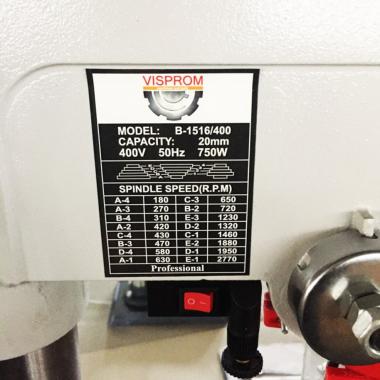 VISPROM
MODEL: B-1516/400
CAPACITY: 20mm
400V 50Hz 750W
SPINDLE SPEED(R.P.M)
A-4 180 C-3 650
A-3 270 B-2 720
B-4 310 E-3 1230
A-2 420 D-2 1320
C-4 430 C-1 1460
B-3 470 E-2 1880
D-4 580 D-1 1950
A-1 630 E-1 2770
Professional